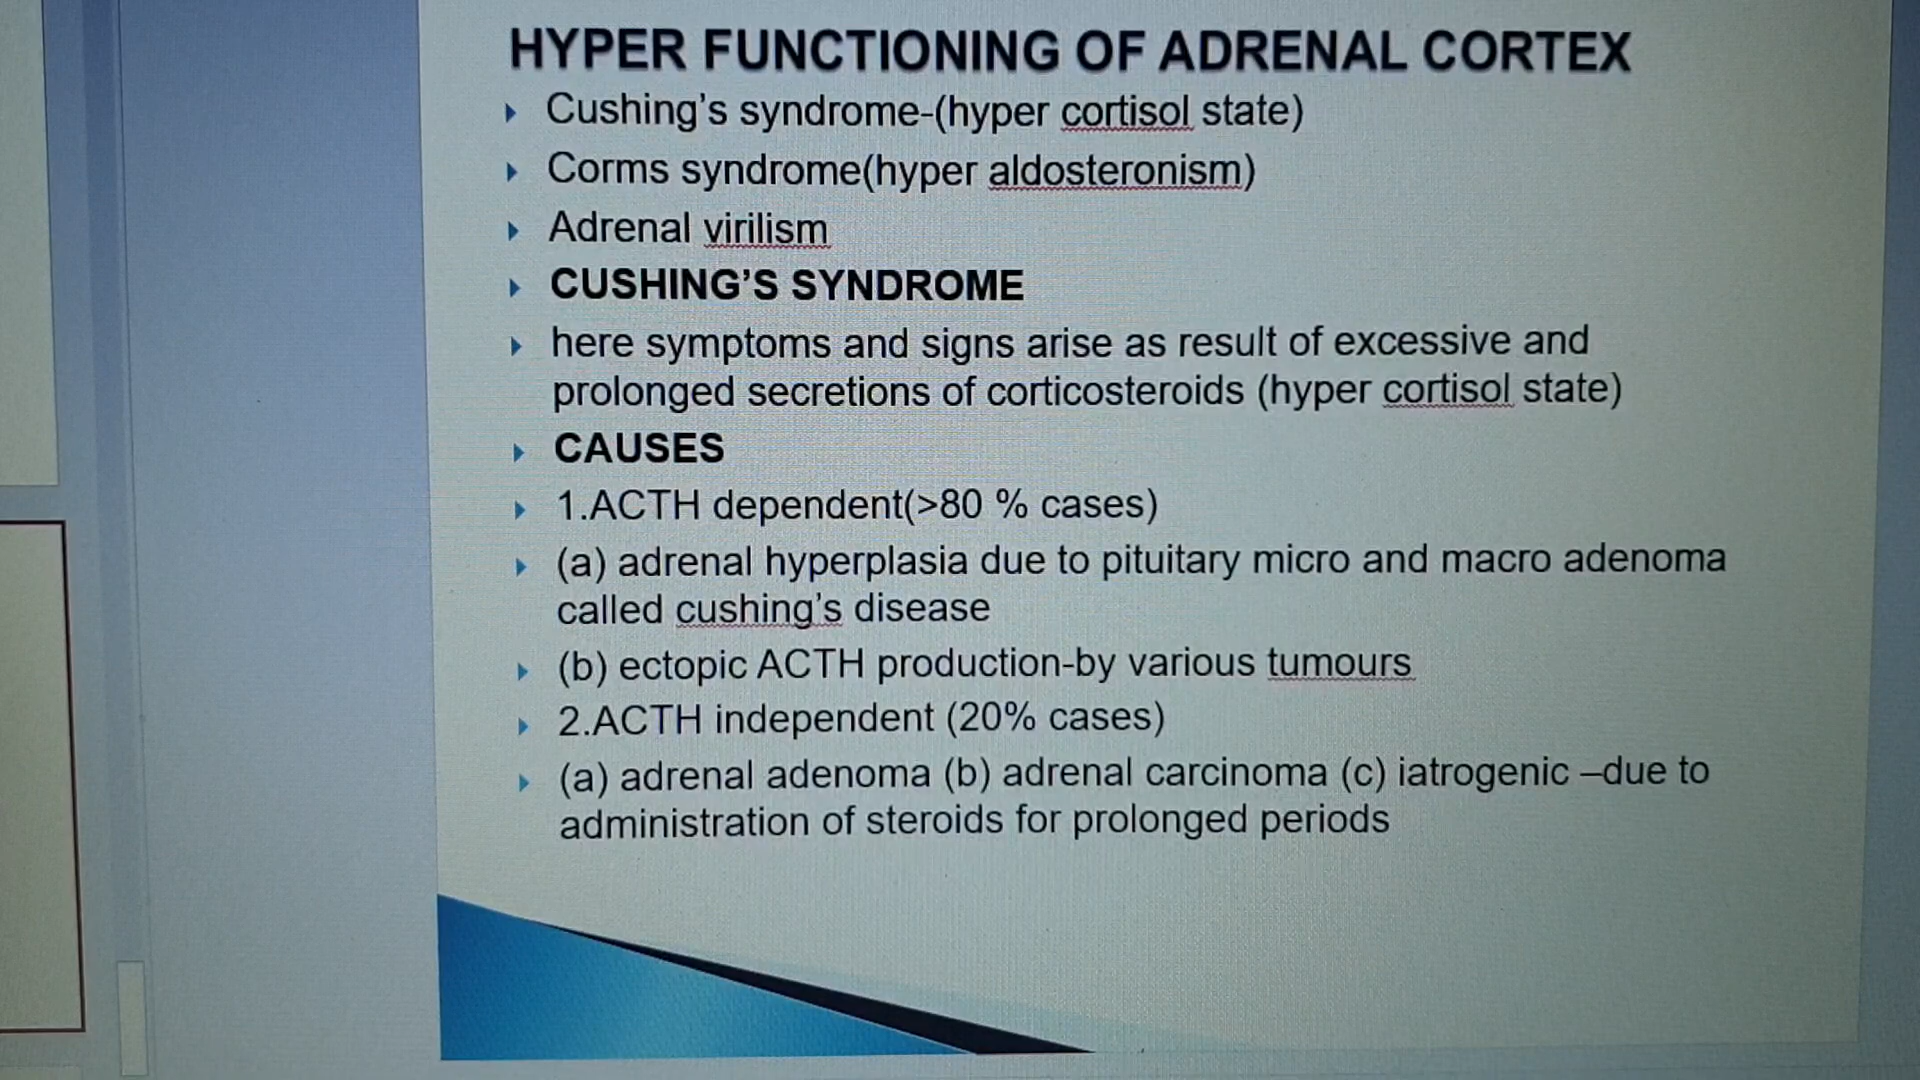 HYPER FUNCTIONING OF ADRENAL CORTEX
Cushing's syndrome-(hyper cortisol state)
Corms syndrome(hyper aldosteronism)
Adrenal virilism
CUSHING'S SYNDROME
here symptoms and signs arise as result of excessive and
prolonged secretions of corticosteroids (hyper cortisol state)
CAUSES
1.ACTH dependent(>80 % cases)
(a) adrenal hyperplasia due to pituitary micro and macro adenoma
called cushing's disease
(b) ectopic ACTH production-by various tumours
2.ACTH independent (20% cases)
(a) adrenal adenoma (b) adrenal carcinoma (c) iatrogenic –due to
administration of steroids for prolonged periods